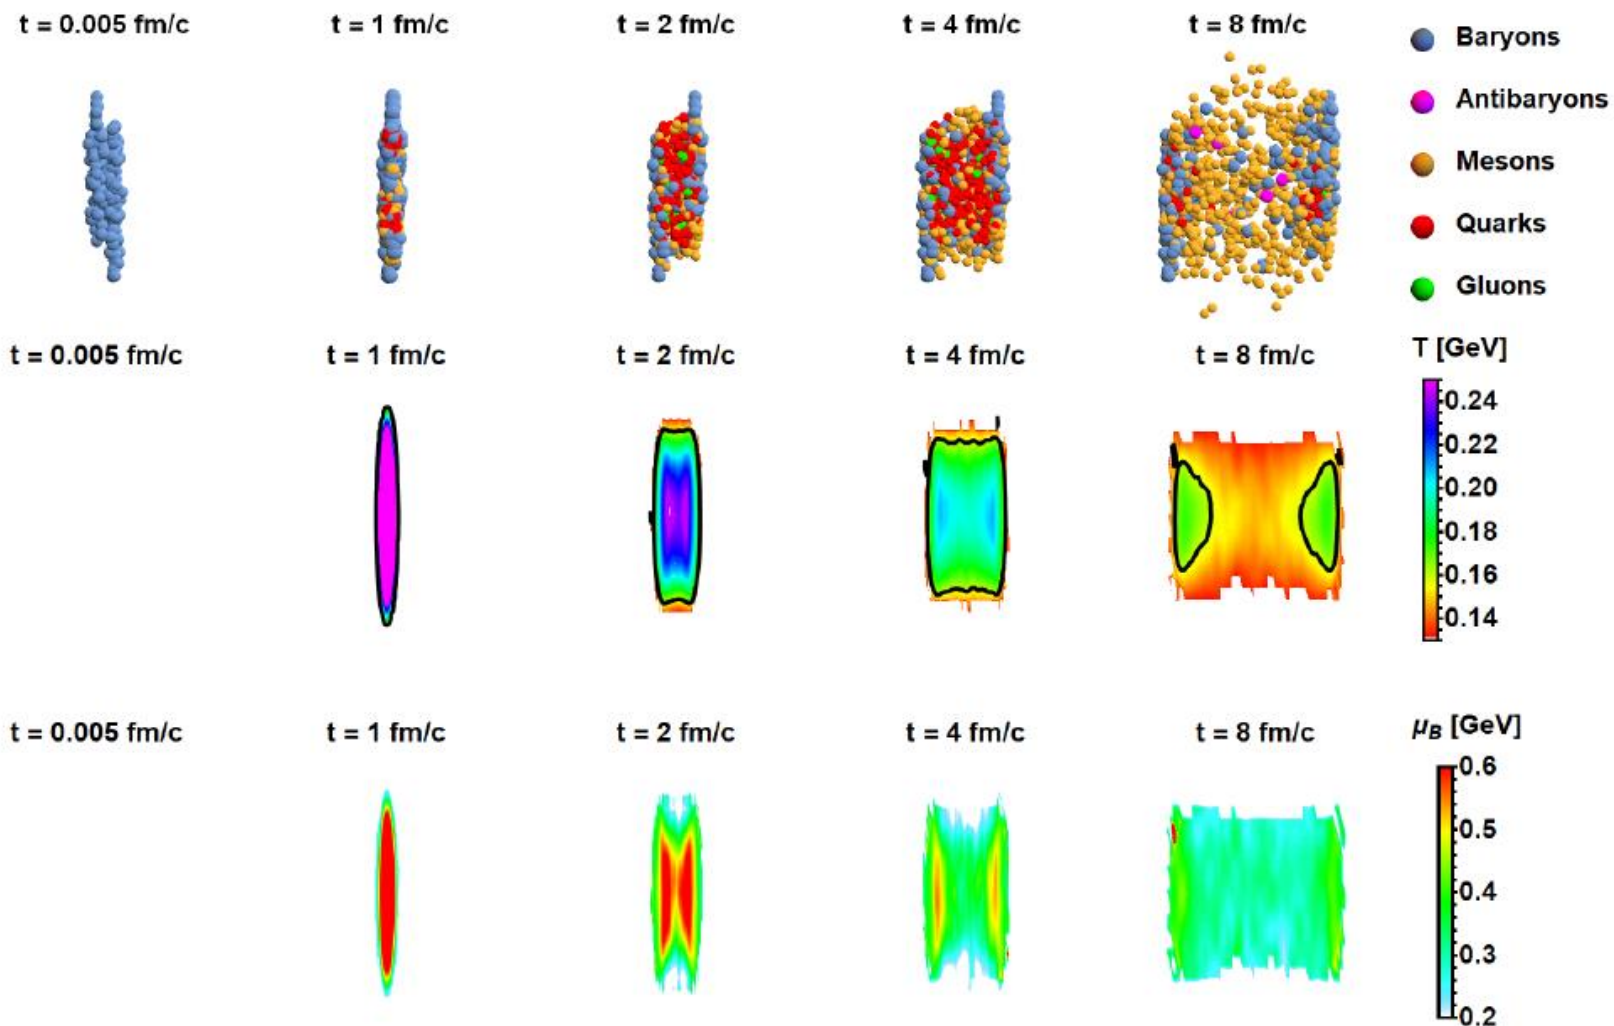 t = 0.005 fm/c t = 1 fm/c t = 2 fm/c t = 4 fm/c t = 8 fm/c
Baryons
Antibaryons
Mesons
Quarks
Gluons
t = 0.005 fm/c t = 1 fm/c t = 2 fm/c t = 4 fm/c t = 8 fm/c
T [GeV]
0.24
0.22
0.20
0.18
0.16
0.14
t = 0.005 fm/c t = 1 fm/c t = 2 fm/c t = 4 fm/c t = 8 fm/c
μB [GeV]
0.6
0.5
0.4
0.3
0.2